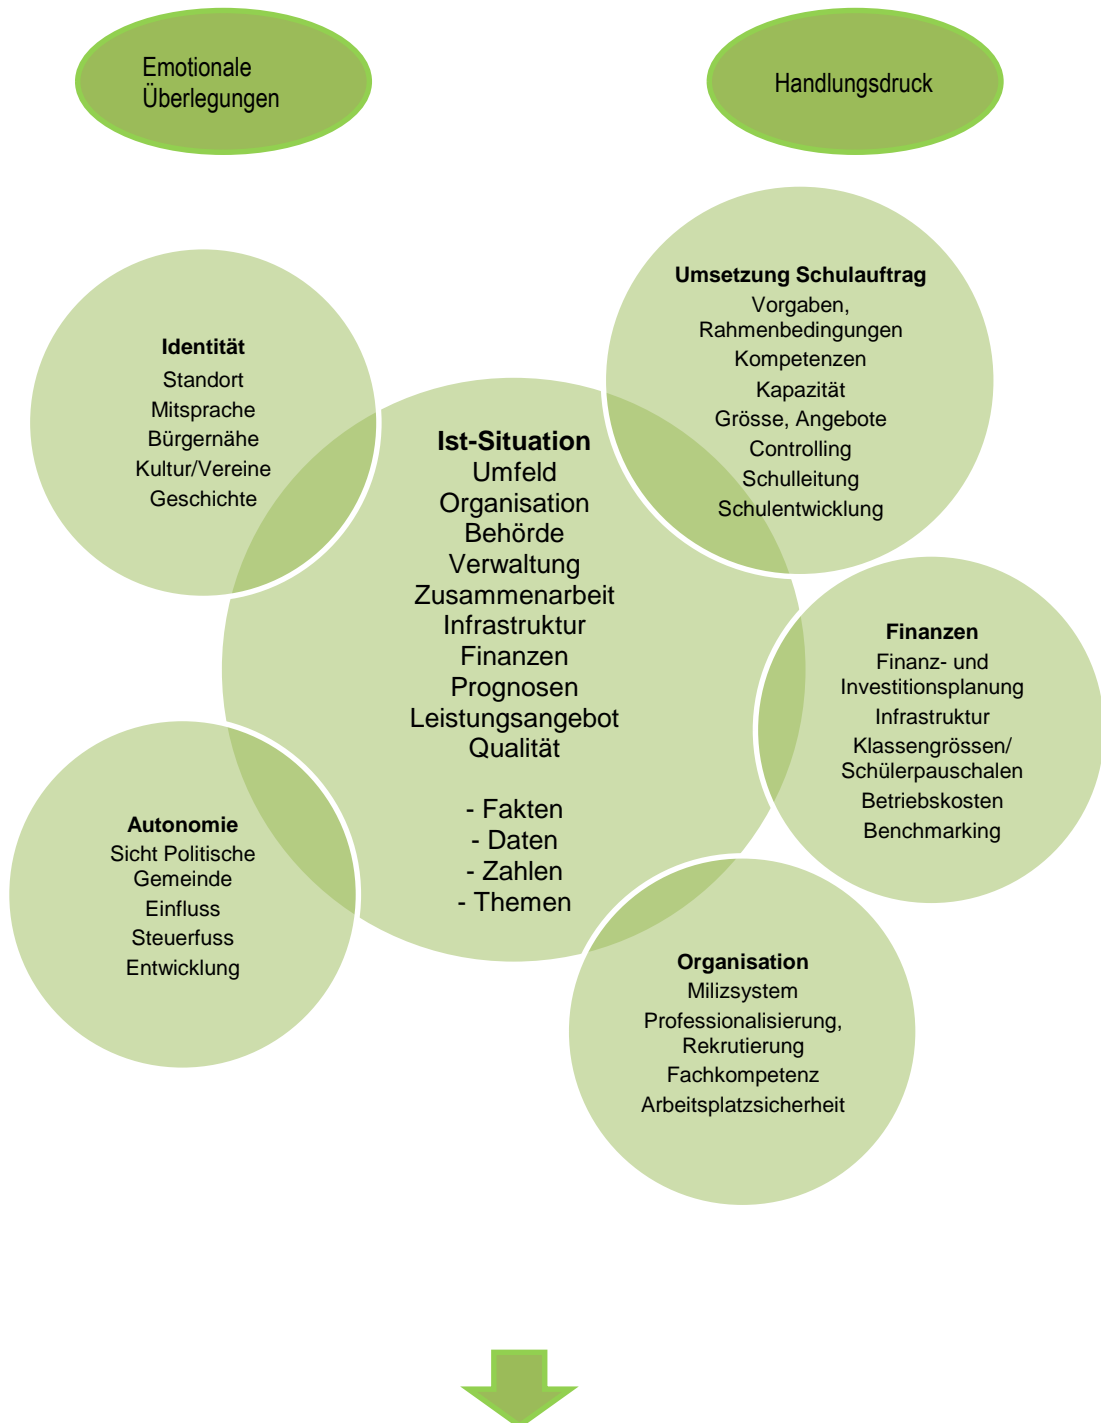 Emotionale
Überlegungen
Handlungsdruck
Umsetzung Schulauftrag
Vorgaben,
Rahmenbedingungen
Kompetenzen
Kapazität
Grösse, Angebote
Controlling
Schulleitung
Schulentwicklung
Identität
Standort
Mitsprache
Bürgernähe
Kultur/Vereine
Geschichte
Ist-Situation
Umfeld
Organisation
Behörde
Verwaltung
Zusammenarbeit
Infrastruktur
Finanzen
Prognosen
Leistungsangebot
Qualität
- Fakten
- Daten
- Zahlen
- Themen
Finanzen
Finanz- und
Investitionsplanung
Infrastruktur
Klassengrössen/
Schülerpauschalen
Betriebskosten
Benchmarking
Autonomie
Sicht Politische
Gemeinde
Einfluss
Steuerfuss
Entwicklung
Organisation
Milizsystem
Professionalisierung,
Rekrutierung
Fachkompetenz
Arbeitsplatzsicherheit